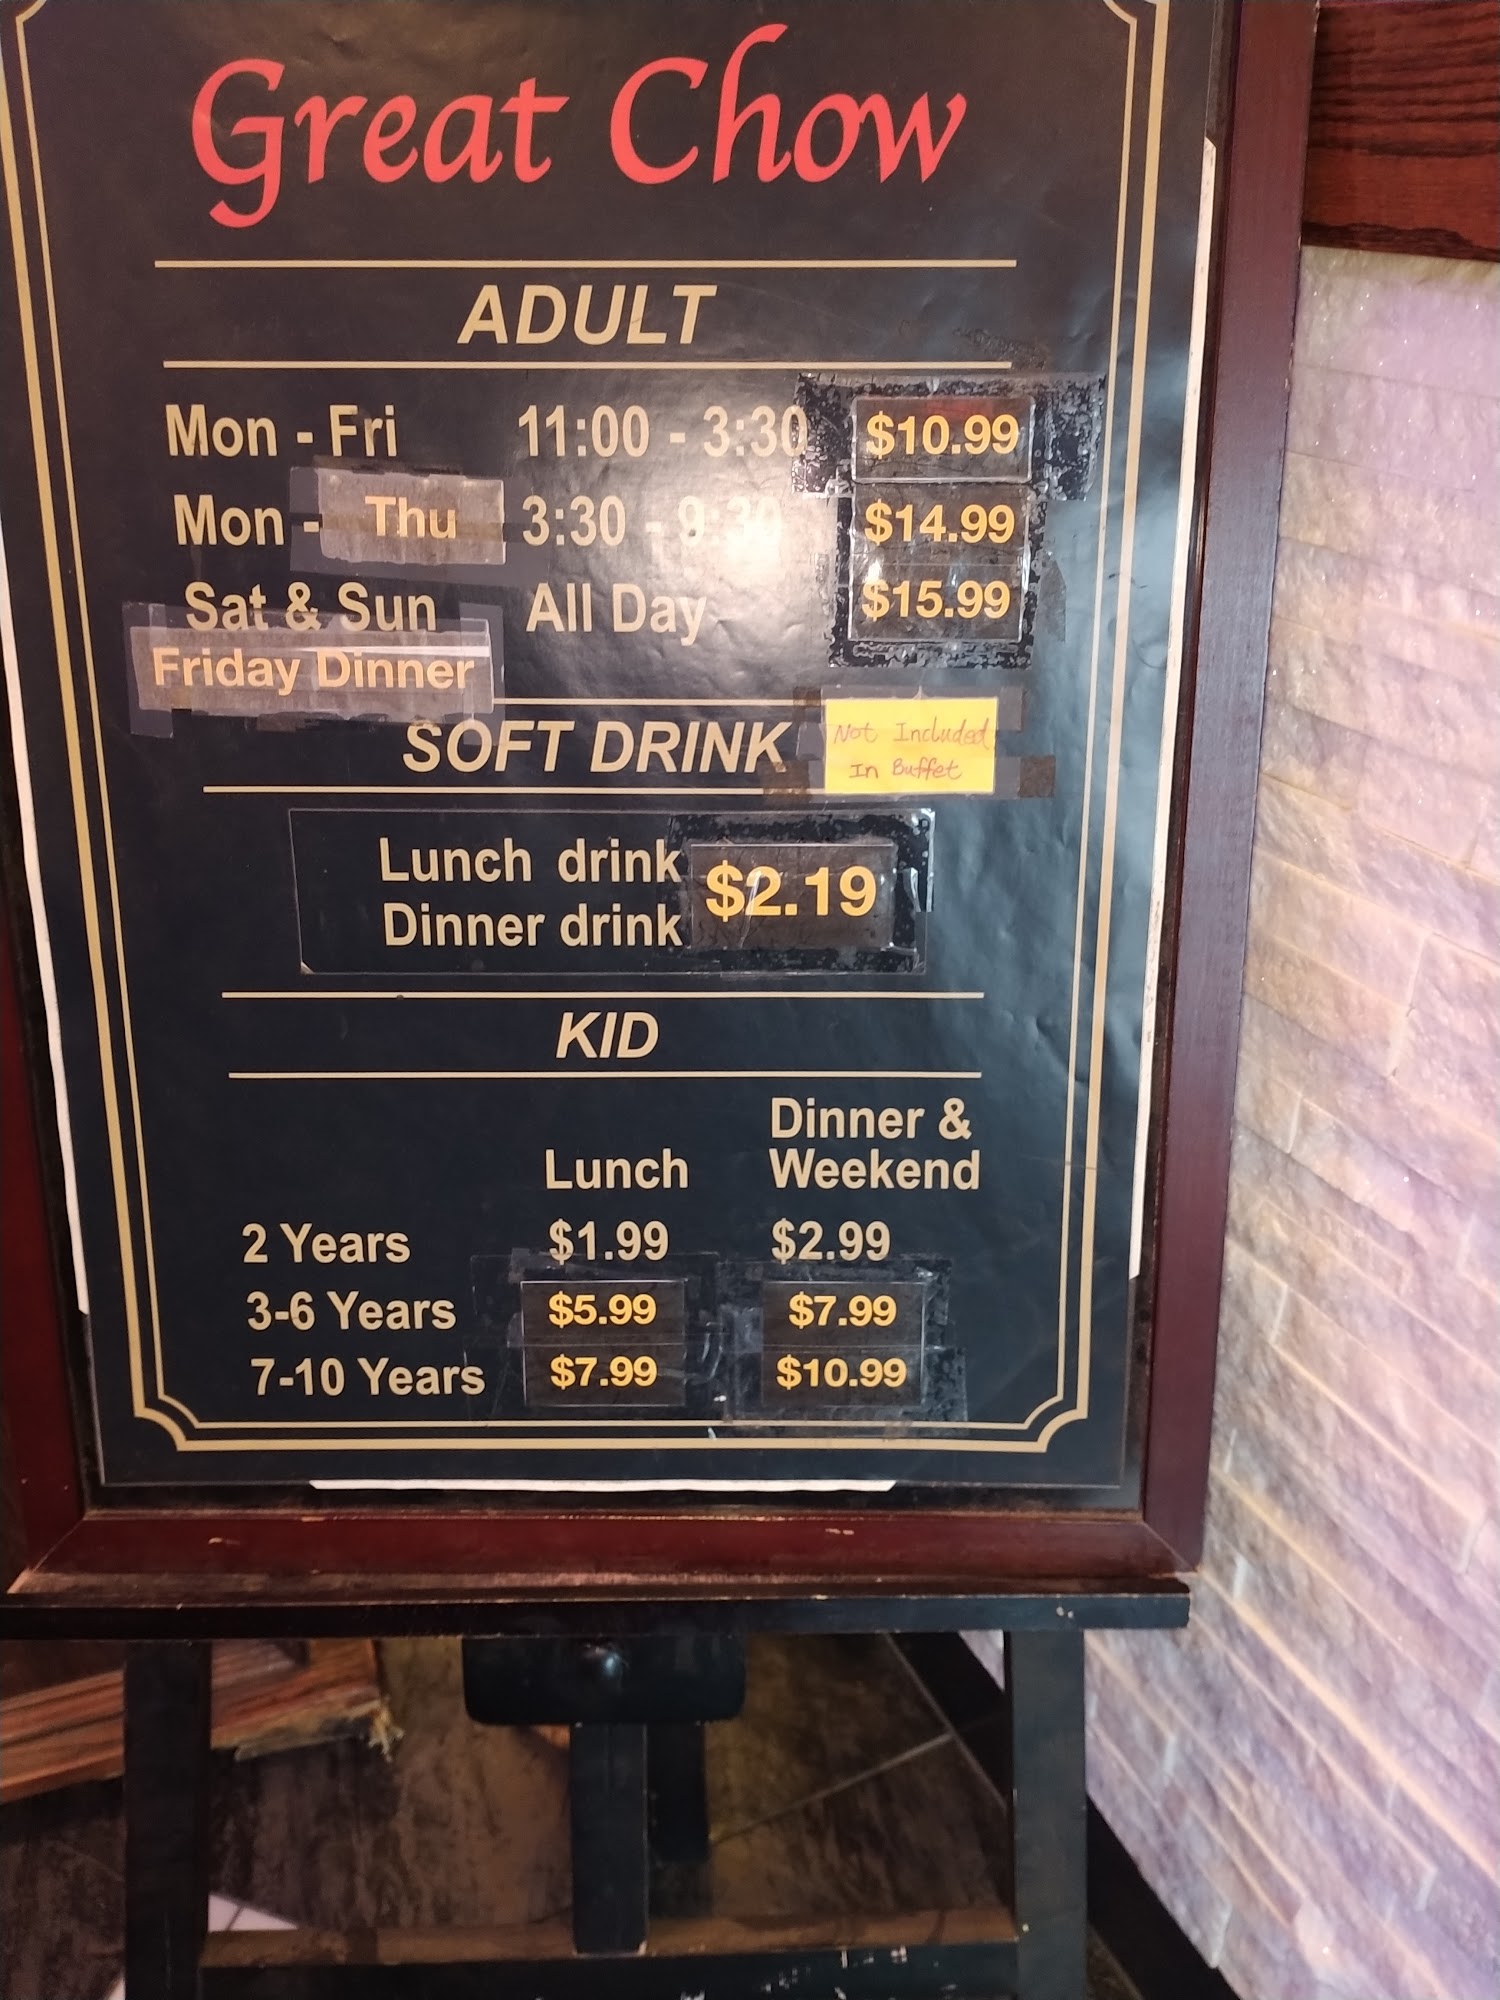 Great Chow
ADULT
Mon - Fri 11:00 - 3:30 $10.99
Mon - Thu 3:30 - 9:30 $14.99
Sat & Sun All Day $15.99
Friday Dinner
SOFT DRINK Not Included
In Buffet
Lunch drink
$2.19
Dinner drink
KID
Dinner &
Lunch Weekend
2 Years $1.99 $2.99
3-6 Years $5.99 $7.99
7-10 Years $7.99 $10.99